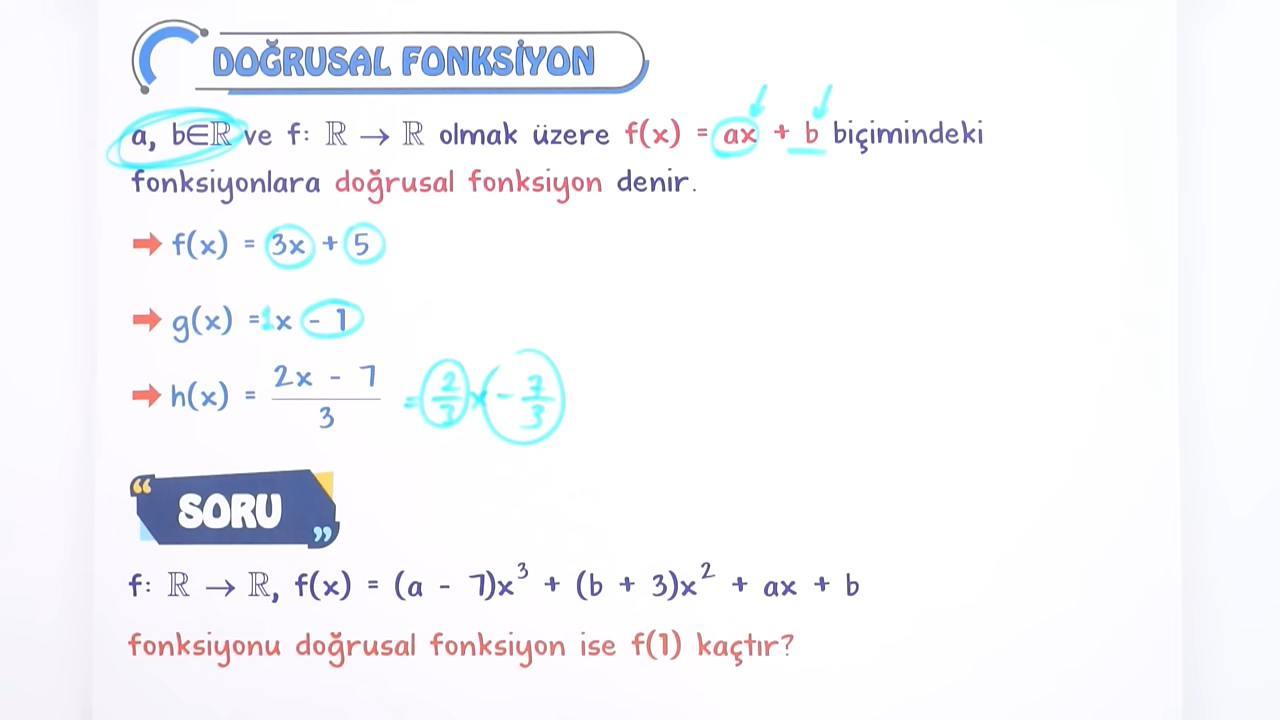 DOĞRUSAL FONKSİYON
a, b∈ℝ ve f: ℝ → ℝ olmak üzere f(x) = ax + b biçimindeki
fonksiyonlara doğrusal fonksiyon denir.
➡ f(x) = 3x + 5
➡ g(x) = 1x - 1
➡ h(x) = (2x - 7)/3 = 2/3 x - 7/3
“ SORU ”
f: ℝ → ℝ, f(x) = (a - 7)x³ + (b + 3)x² + ax + b
fonksiyonu doğrusal fonksiyon ise f(1) kaçtır?